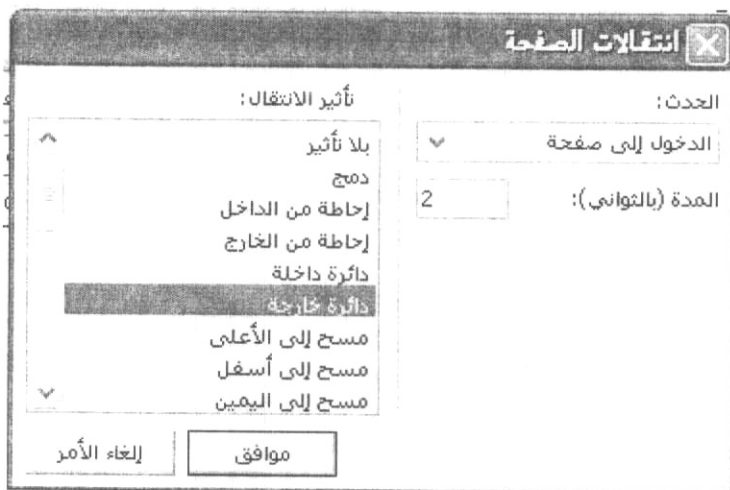 انتقالات الصفحة
الحدث:
الدخول إلى صفحة
المدة (بالثواني):
2
تأثير الانتقال:
بلا تأثير
دمج
إحاطة من الداخل
إحاطة من الخارج
دائرة داخلة
دائرة خارجة
مسح إلى الأعلى
مسح إلى أسفل
مسح إلى اليمين
موافق
إلغاء الأمر